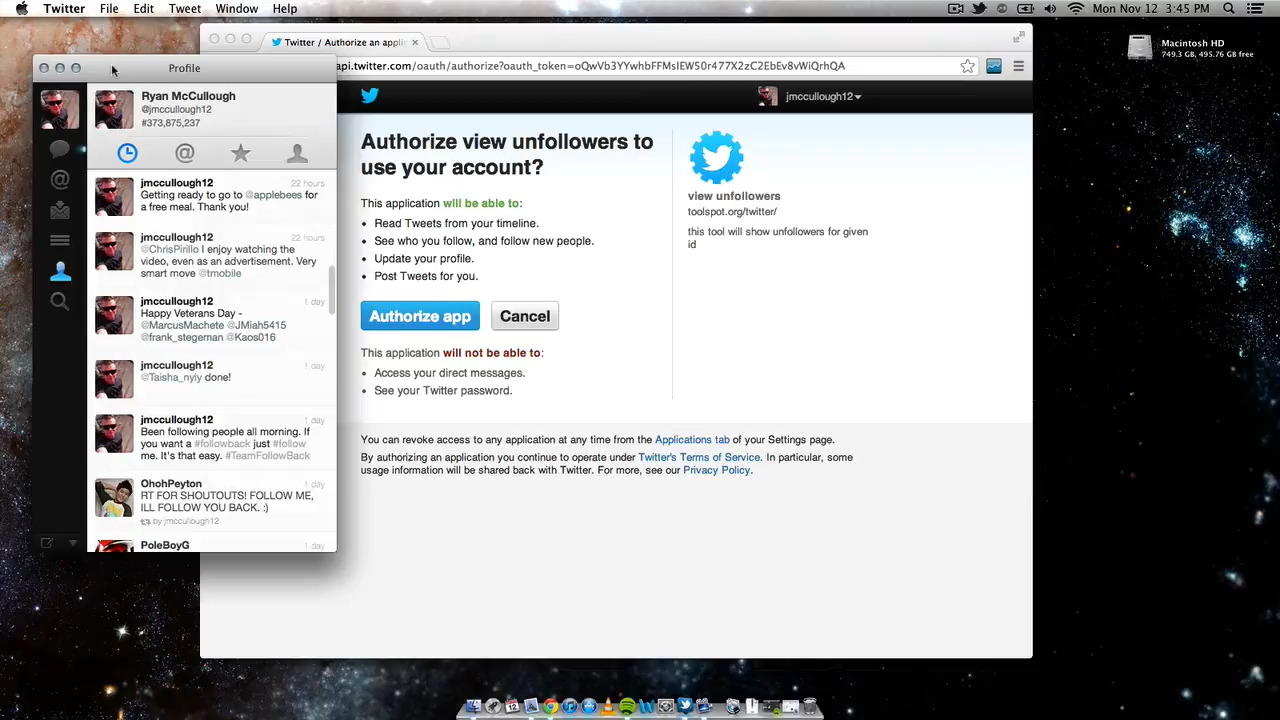 Twitter File Edit Tweet Window Help
Mon Nov 12 3:45 PM
Macintosh HD
749.3 GB, 495.76 GB free
Twitter / Authorize an appli
api.twitter.com/oauth/authorize?oauth_token=oQwVb3YYwhbFFMsIEW50r477X2zC2EbEv8vWiQrhQA
Profile
Ryan McCullough
@jmccullough12
#373,875,237
jmccullough12 22 hours
Getting ready to go to @applebees for
a free meal. Thank you!
jmccullough12 22 hours
@ChrisPirillo I enjoy watching the
video, even as an advertisement. Very
smart move @tmobile
jmccullough12 1 day
Happy Veterans Day -
@MarcusMachete @JMiah5415
@frank_stegeman @Kaos016
jmccullough12 1 day
@Taisha_nyiy done!
jmccullough12 1 day
Been following people all morning. If
you want a #followback just #follow
me. It's that easy. #TeamFollowBack
OhohPeyton 1 day
RT FOR SHOUTOUTS! FOLLOW ME,
ILL FOLLOW YOU BACK. :)
by jmccullough12
PoleBoyG 1 day
jmccullough12
Authorize view unfollowers to
use your account?
This application will be able to:
• Read Tweets from your timeline.
• See who you follow, and follow new people.
• Update your profile.
• Post Tweets for you.
Authorize app Cancel
This application will not be able to:
• Access your direct messages.
• See your Twitter password.
view unfollowers
toolspot.org/twitter/
this tool will show unfollowers for given
id
You can revoke access to any application at any time from the Applications tab of your Settings page.
By authorizing an application you continue to operate under Twitter's Terms of Service. In particular, some
usage information will be shared back with Twitter. For more, see our Privacy Policy.